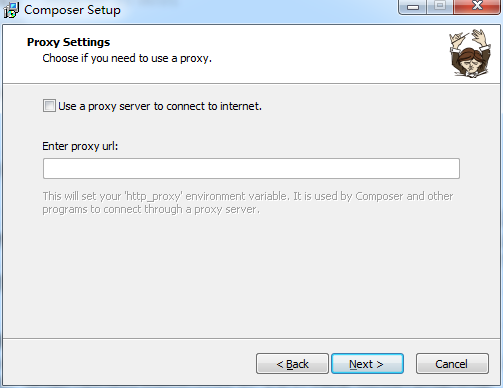 Composer Setup
Proxy Settings
Choose if you need to use a proxy.
Use a proxy server to connect to internet.
Enter proxy url:
This will set your 'http_proxy' environment variable. It is used by Composer and other
programs to connect through a proxy server.
< Back Next > Cancel